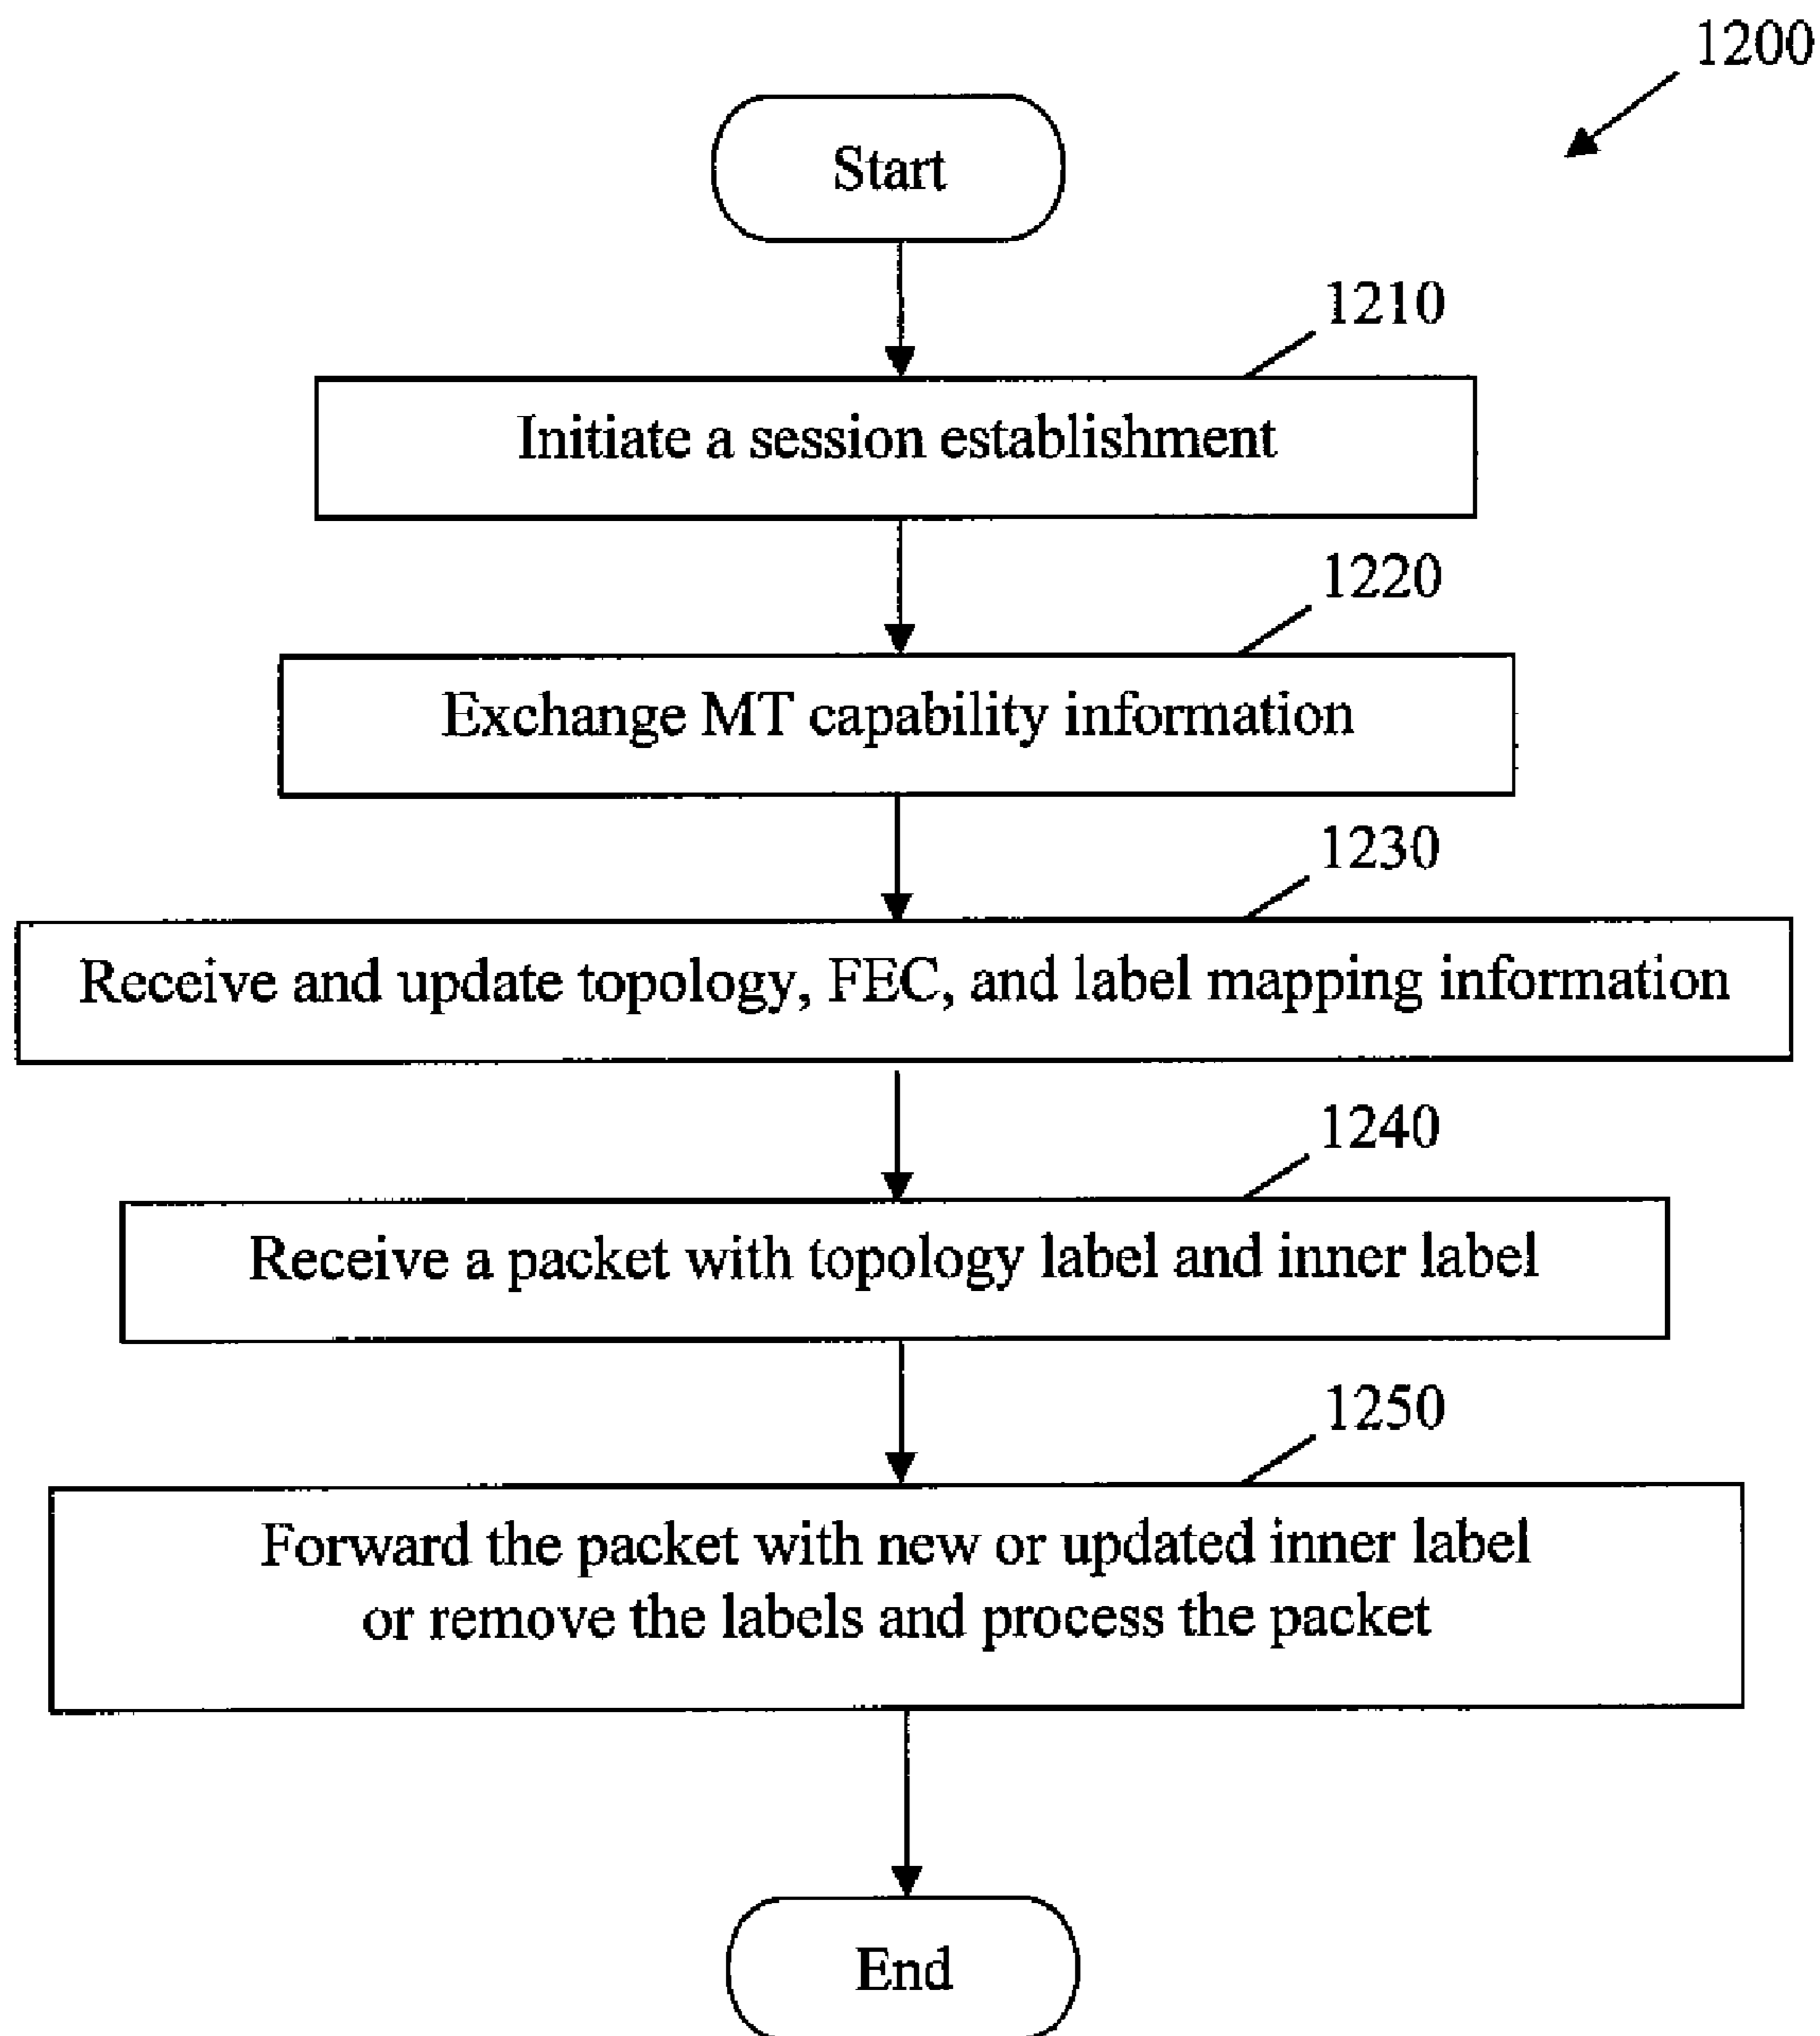 1200
Start
1210
Initiate a session establishment
1220
Exchange MT capability information
1230
Receive and update topology, FEC, and label mapping information
1240
Receive a packet with topology label and inner label
1250
Forward the packet with new or updated inner label
or remove the labels and process the packet
End